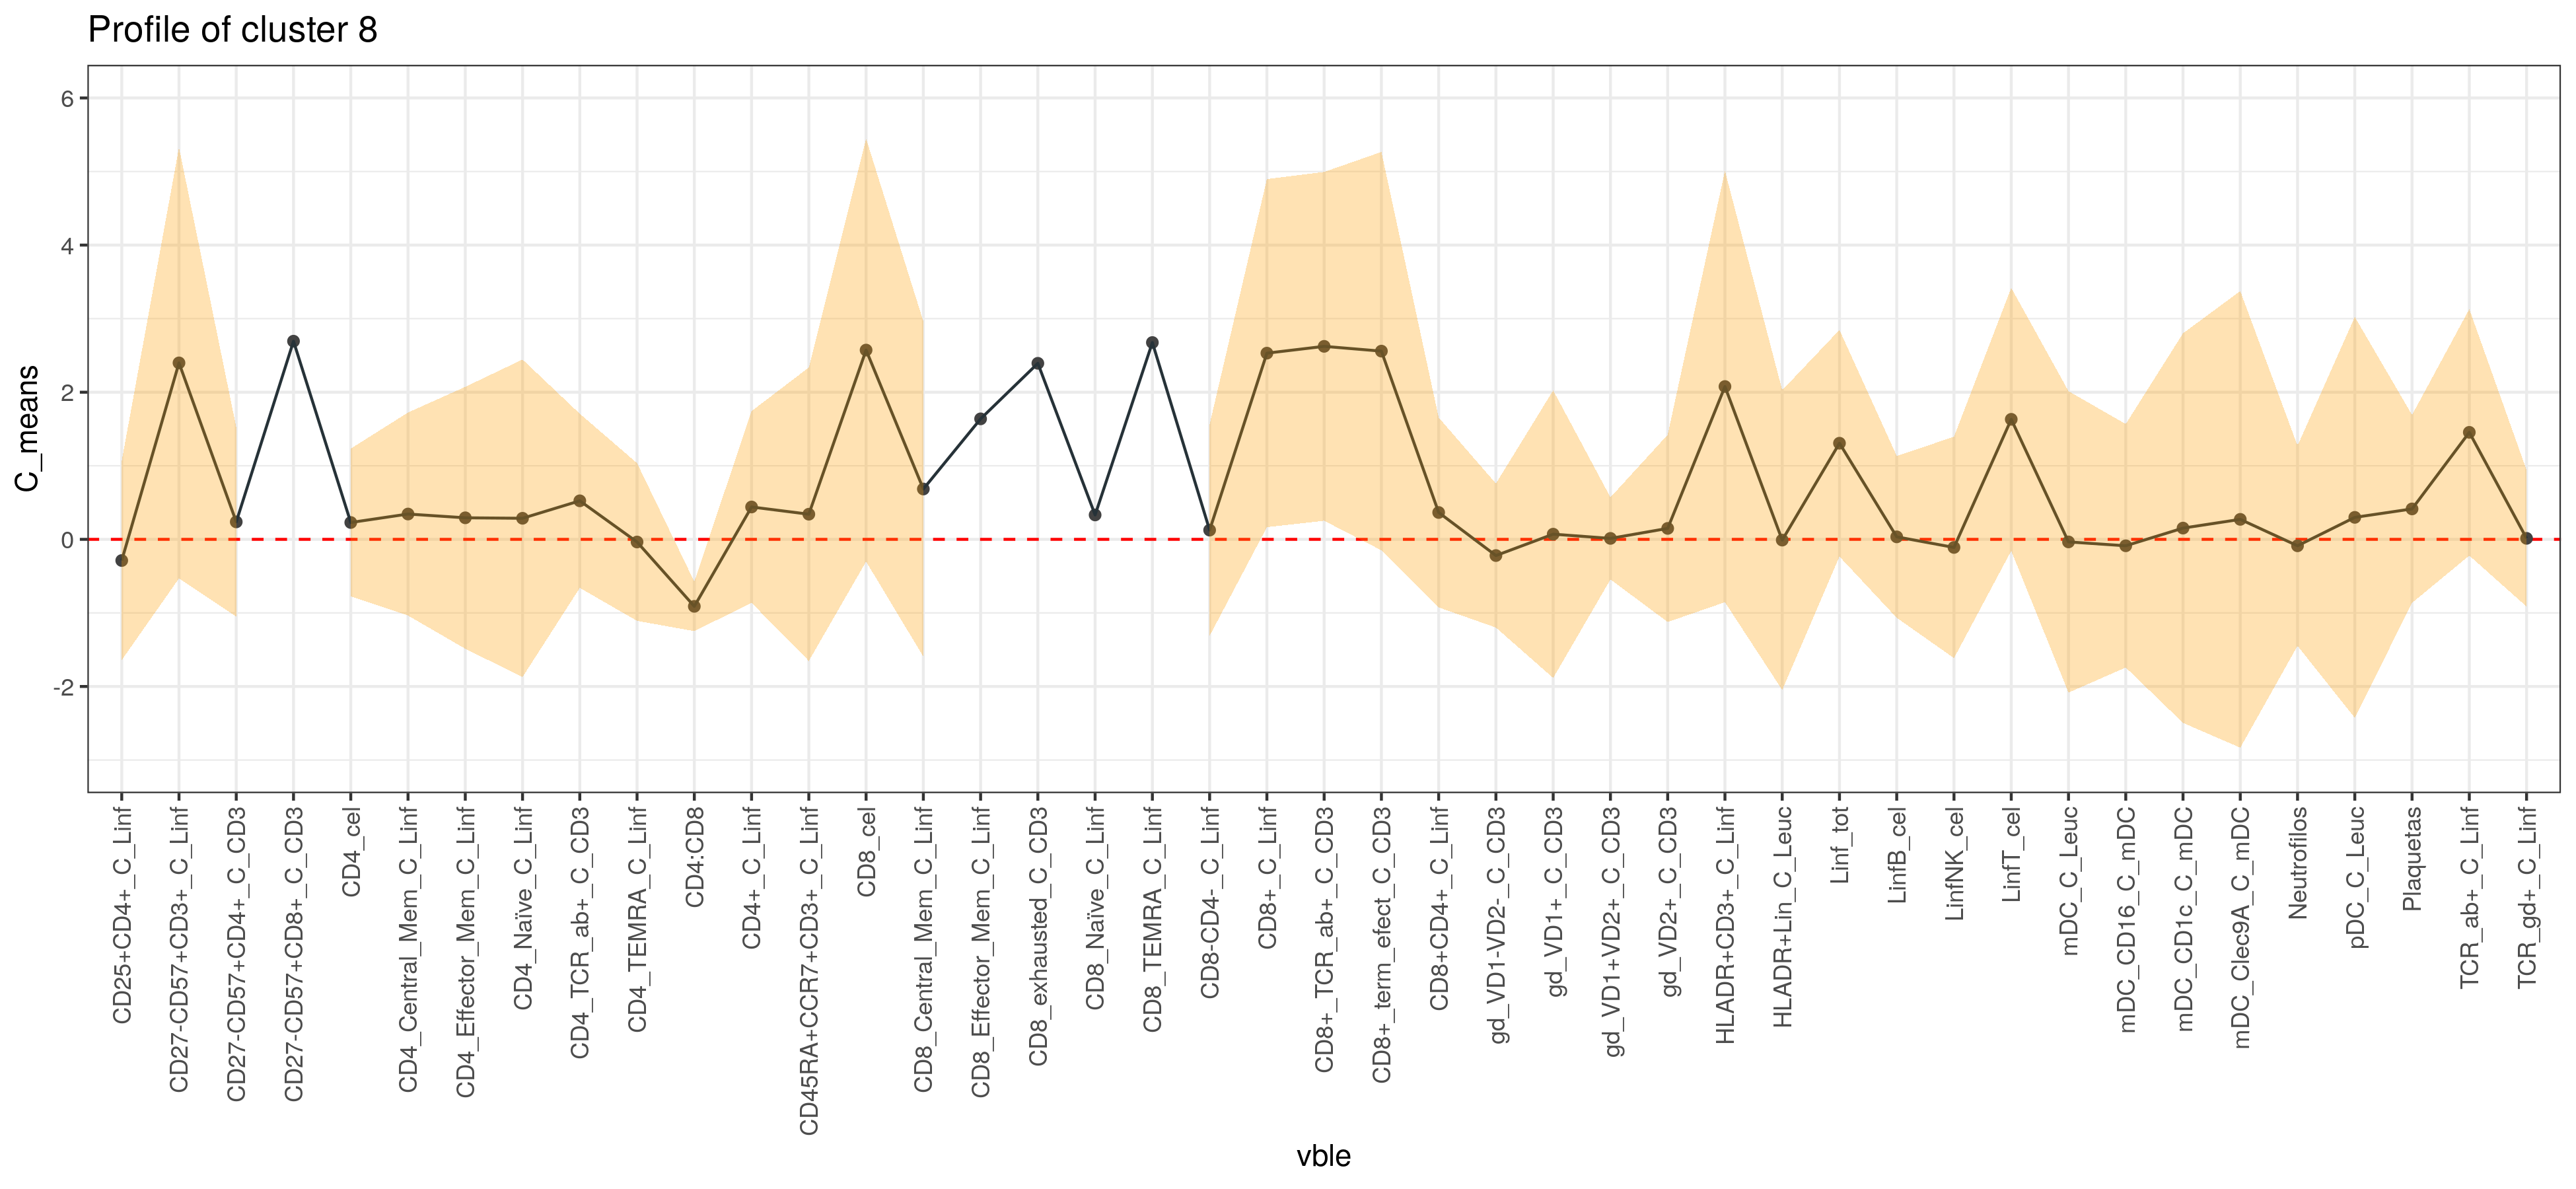 Profile of cluster 8
C_means
6
4
2
0
-2
CD25+CD4+_C_Linf
CD27-CD57+CD3+_C_Linf
CD27-CD57+CD4+_C_CD3
CD27-CD57+CD8+_C_CD3
CD4_cel
CD4_Central_Mem_C_Linf
CD4_Effector_Mem_C_Linf
CD4_Naïve_C_Linf
CD4_TCR_ab+_C_CD3
CD4_TEMRA_C_Linf
CD4:CD8
CD4+_C_Linf
CD45RA+CCR7+CD3+_C_Linf
CD8_cel
CD8_Central_Mem_C_Linf
CD8_Effector_Mem_C_Linf
CD8_exhausted_C_CD3
CD8_Naïve_C_Linf
CD8_TEMRA_C_Linf
CD8-CD4-_C_Linf
CD8+_C_Linf
CD8+_TCR_ab+_C_CD3
CD8+_term_efect_C_CD3
CD8+CD4+_C_Linf
gd_VD1-VD2-_C_CD3
gd_VD1+_C_CD3
gd_VD1+VD2+_C_CD3
gd_VD2+_C_CD3
HLADR+CD3+_C_Linf
HLADR+Lin_C_Leuc
Linf_tot
LinfB_cel
LinfNK_cel
LinfT_cel
mDC_C_Leuc
mDC_CD16_C_mDC
mDC_CD1c_C_mDC
mDC_Clec9A_C_mDC
Neutrofilos
pDC_C_Leuc
Plaquetas
TCR_ab+_C_Linf
TCR_gd+_C_Linf
vble